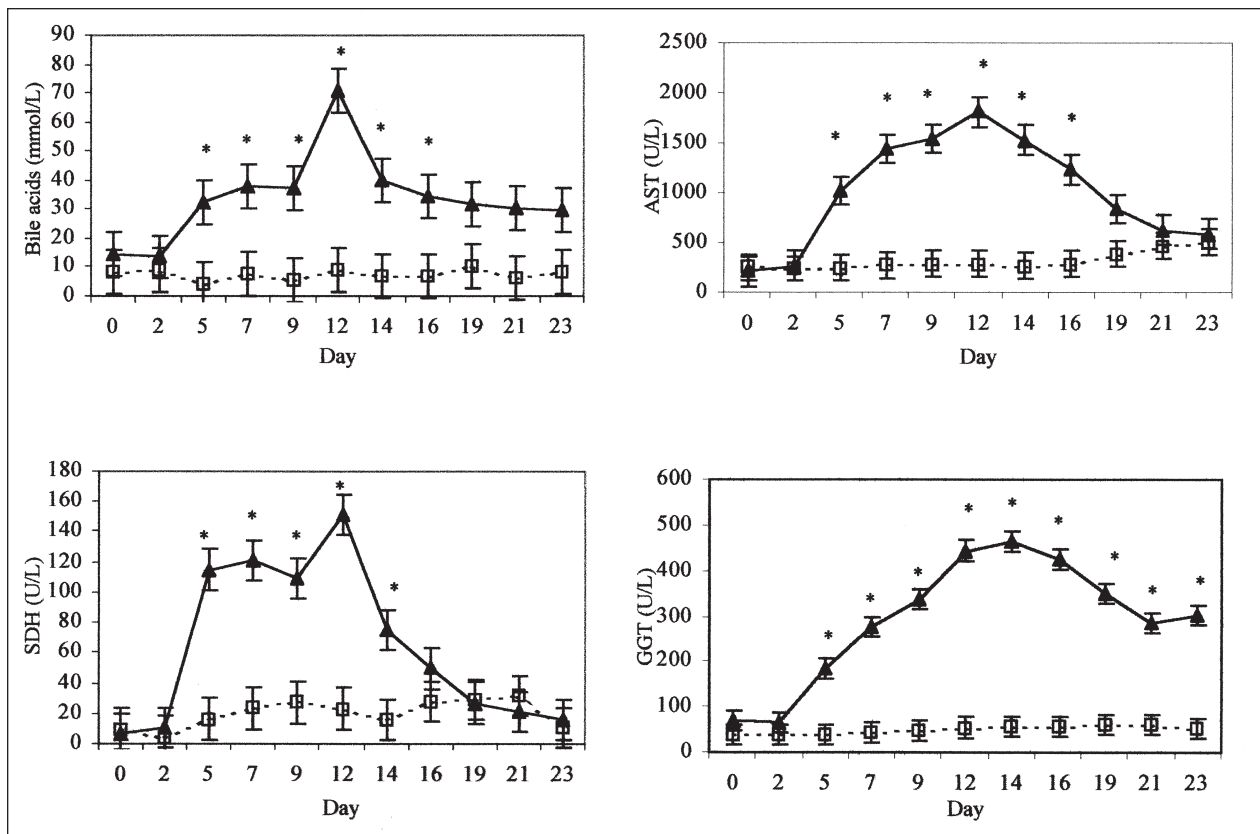 Bile acids (mmol/L)
90
80
70
60
50
40
30
20
10
0
* * * * * *
0 2 5 7 9 12 14 16 19 21 23
Day
AST (U/L)
2500
2000
1500
1000
500
0
* * * * * *
0 2 5 7 9 12 14 16 19 21 23
Day
SDH (U/L)
180
160
140
120
100
80
60
40
20
0
* * * * *
0 2 5 7 9 12 14 16 19 21 23
Day
GGT (U/L)
600
500
400
300
200
100
0
* * * * * * * * *
0 2 5 7 9 12 14 16 19 21 23
Day